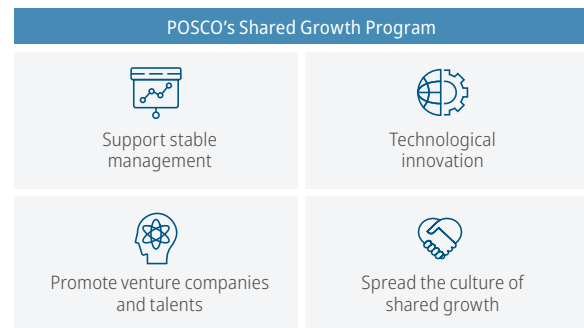 POSCO's Shared Growth Program
Support stable
management
Technological
innovation
Promote venture companies
and talents
Spread the culture of
shared growth